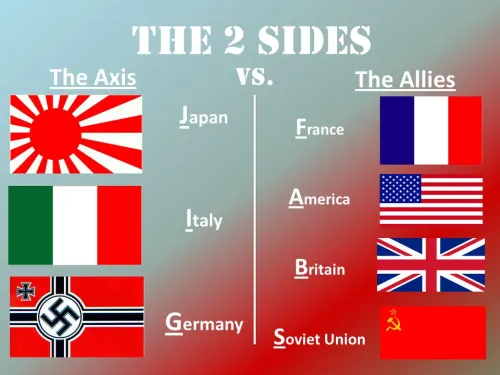 THE 2 SIDES
The Axis
vs.
The Allies
Japan
Italy
Germany
France
America
Britain
Soviet Union